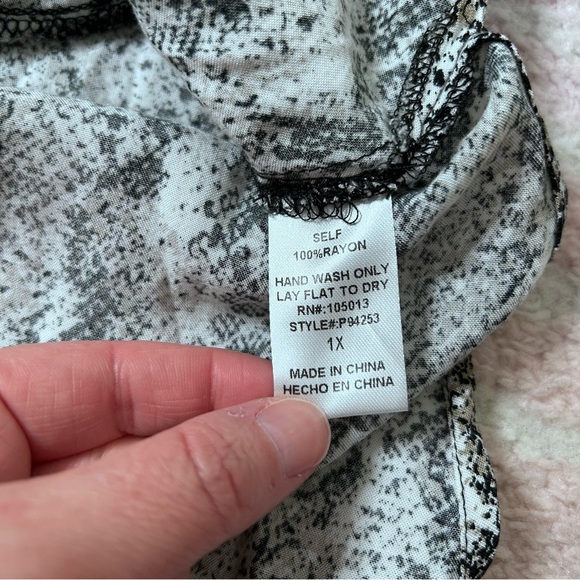 SELF
100%RAYON
HAND WASH ONLY
LAY FLAT TO DRY
RN#:105013
STYLE#:P94253
1X
MADE IN CHINA
HECHO EN CHINA